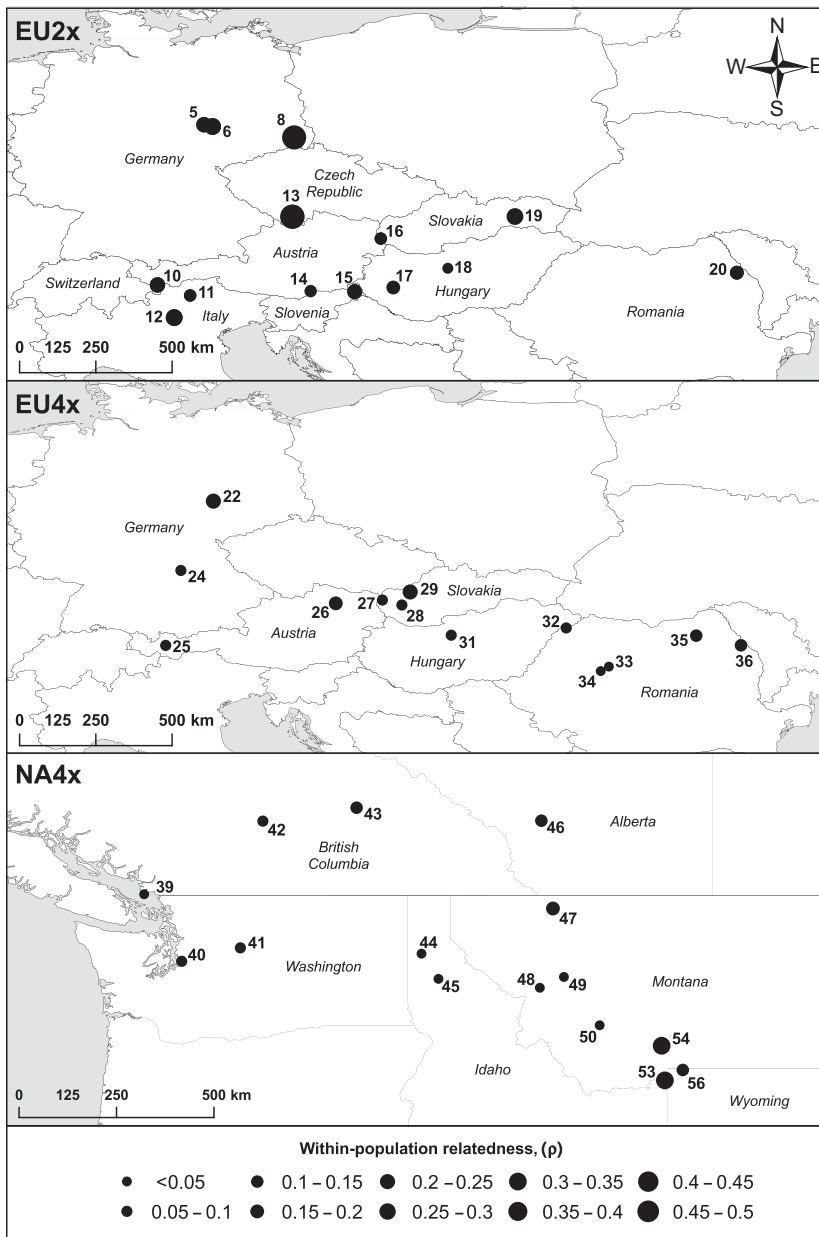 EU2x
N
W E
S
5
6
8
Germany
Czech
Republic
13
Slovakia
19
16
Austria
Switzerland
10
11
14
15
17
18
Hungary
20
12
Italy
Slovenia
Romania
0 125 250 500 km
EU4x
22
Germany
24
29
Slovakia
27
28
26
Austria
25
31
Hungary
32
35
36
33
34
Romania
0 125 250 500 km
NA4x
43
42
46
Alberta
British
Columbia
39
47
41
40
Washington
44
45
48
49
Montana
50
54
53
56
Idaho
Wyoming
0 125 250 500 km
Within-population relatedness, (ρ)
<0.05 0.1 – 0.15 0.2 – 0.25 0.3 – 0.35 0.4 – 0.45
0.05 – 0.1 0.15 – 0.2 0.25 – 0.3 0.35 – 0.4 0.45 – 0.5